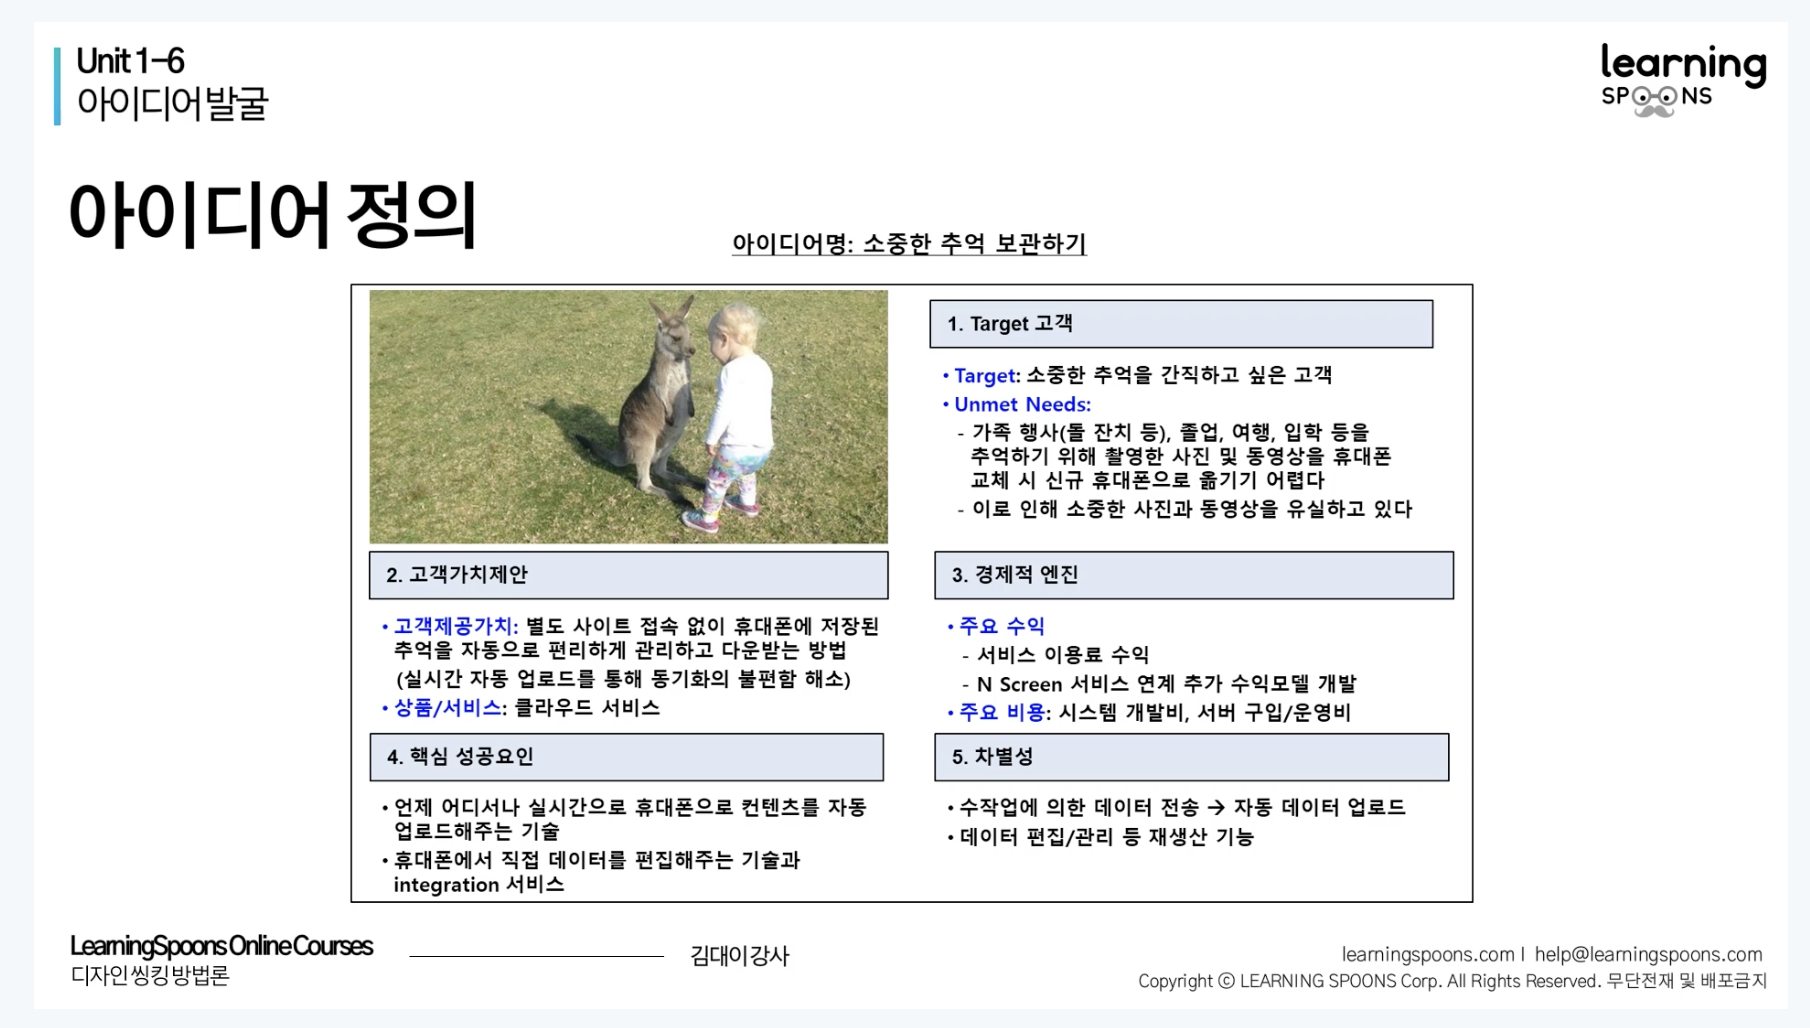 Unit 1-6
아이디어 발굴
learning
SPOONS
아이디어 정의
아이디어명: 소중한 추억 보관하기
1. Target 고객
• Target: 소중한 추억을 간직하고 싶은 고객
• Unmet Needs:
- 가족 행사(돌 잔치 등), 졸업, 여행, 입학 등을
추억하기 위해 촬영한 사진 및 동영상을 휴대폰
교체 시 신규 휴대폰으로 옮기기 어렵다
- 이로 인해 소중한 사진과 동영상을 유실하고 있다
2. 고객가치제안
• 고객제공가치: 별도 사이트 접속 없이 휴대폰에 저장된
추억을 자동으로 편리하게 관리하고 다운받는 방법
(실시간 자동 업로드를 통해 동기화의 불편함 해소)
• 상품/서비스: 클라우드 서비스
3. 경제적 엔진
• 주요 수익
- 서비스 이용료 수익
- N Screen 서비스 연계 추가 수익모델 개발
• 주요 비용: 시스템 개발비, 서버 구입/운영비
4. 핵심 성공요인
• 언제 어디서나 실시간으로 휴대폰으로 컨텐츠를 자동
업로드해주는 기술
• 휴대폰에서 직접 데이터를 편집해주는 기술과
integration 서비스
5. 차별성
• 수작업에 의한 데이터 전송 → 자동 데이터 업로드
• 데이터 편집/관리 등 재생산 기능
LearningSpoons Online Courses
디자인 씽킹 방법론
김대이 강사
learningspoons.com I help@learningspoons.com
Copyright ⓒ LEARNING SPOONS Corp. All Rights Reserved. 무단전재 및 배포금지